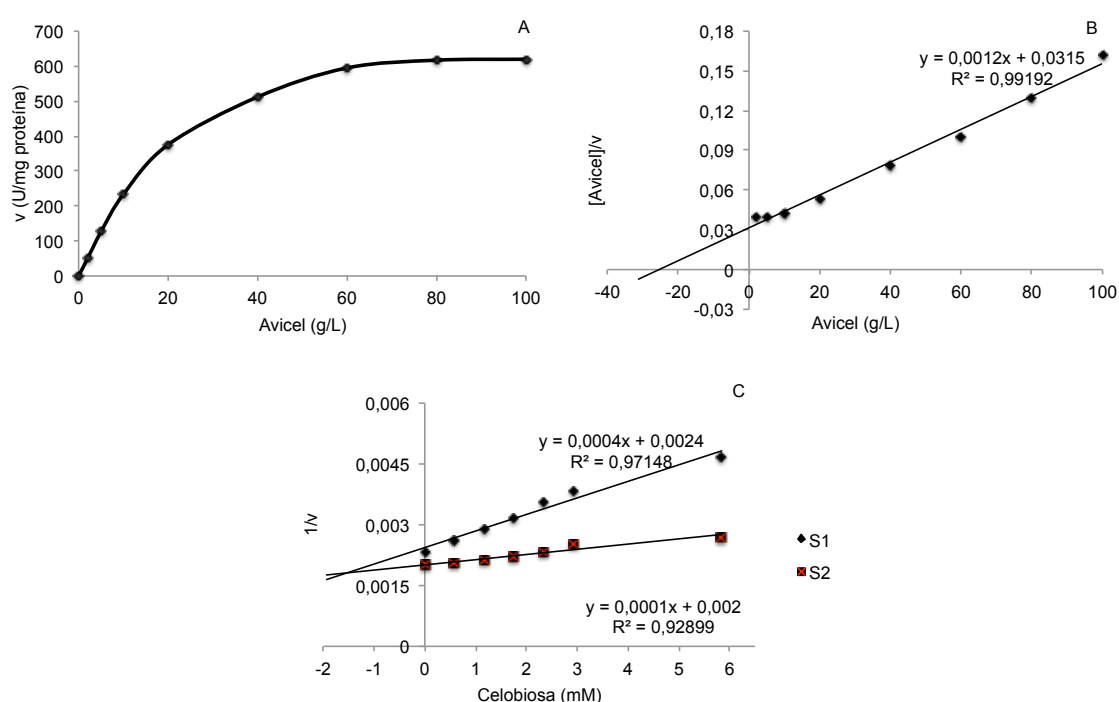 A
700
600
500
400
300
200
100
0
v (U/mg proteína)
0 20 40 60 80 100
Avicel (g/L)
B
0,18
0,15
0,12
0,09
0,06
0,03
0
-0,03
[Avicel]/v
y = 0,0012x + 0,0315
R² = 0,99192
-40 -20 0 20 40 60 80 100
Avicel (g/L)
C
0,006
0,0045
0,003
0,0015
0
1/v
y = 0,0004x + 0,0024
R² = 0,97148
S1
S2
y = 0,0001x + 0,002
R² = 0,92899
-2 -1 0 1 2 3 4 5 6
Celobiosa (mM)